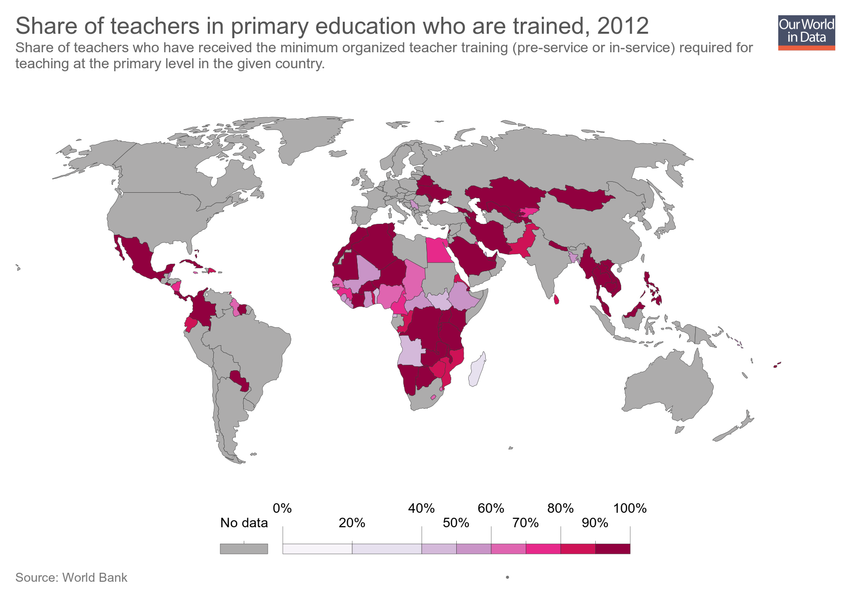 Share of teachers in primary education who are trained, 2012
Share of teachers who have received the minimum organized teacher training (pre-service or in-service) required for
teaching at the primary level in the given country.
Our World
in Data
0% 40% 60% 80% 100%
No data 20% 50% 70% 90%
Source: World Bank